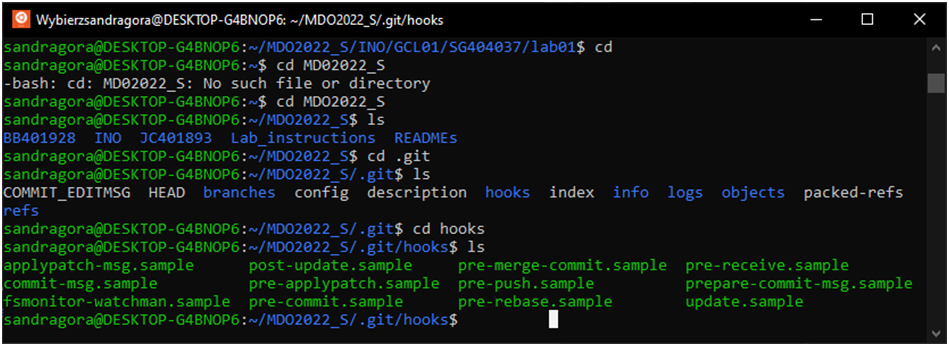 Wybierzsandragora@DESKTOP-G4BNOP6: ~/MDO2022_S/.git/hooks
sandragora@DESKTOP-G4BNOP6:~/MDO2022_S/INO/GCL01/SG404037/lab01$ cd
sandragora@DESKTOP-G4BNOP6:~$ cd MD02022_S
-bash: cd: MD02022_S: No such file or directory
sandragora@DESKTOP-G4BNOP6:~$ cd MDO2022_S
sandragora@DESKTOP-G4BNOP6:~/MDO2022_S$ ls
BB401928  INO  JC401893  Lab_instructions  READMEs
sandragora@DESKTOP-G4BNOP6:~/MDO2022_S$ cd .git
sandragora@DESKTOP-G4BNOP6:~/MDO2022_S/.git$ ls
COMMIT_EDITMSG  HEAD  branches  config  description  hooks  index  info  logs  objects  packed-refs
refs
sandragora@DESKTOP-G4BNOP6:~/MDO2022_S/.git$ cd hooks
sandragora@DESKTOP-G4BNOP6:~/MDO2022_S/.git/hooks$ ls
applypatch-msg.sample      post-update.sample     pre-merge-commit.sample  pre-receive.sample
commit-msg.sample          pre-applypatch.sample  pre-push.sample          prepare-commit-msg.sample
fsmonitor-watchman.sample  pre-commit.sample      pre-rebase.sample        update.sample
sandragora@DESKTOP-G4BNOP6:~/MDO2022_S/.git/hooks$